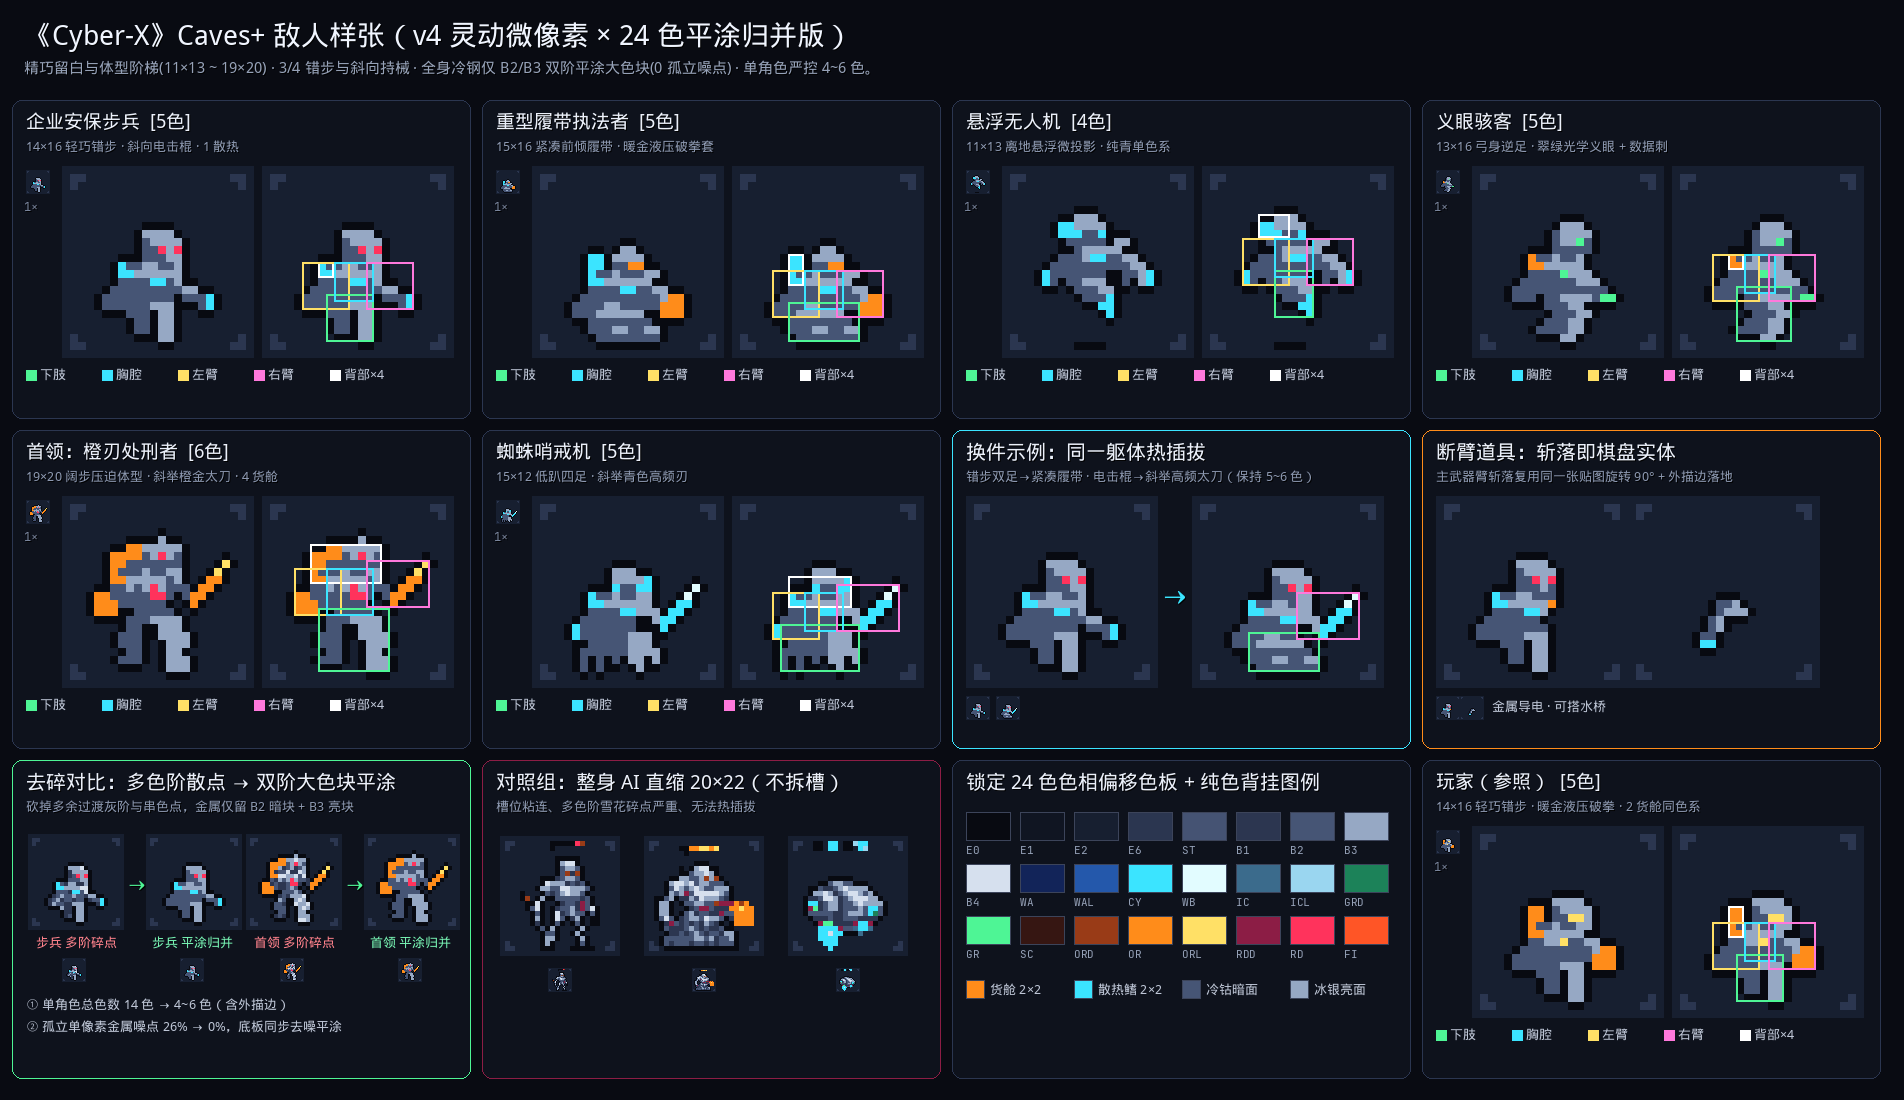 《Cyber-X》Caves+ 敌人样张（v4 灵动微像素 × 24 色平涂归并版）
精巧留白与体型阶梯(11×13 ~ 19×20) · 3/4 错步与斜向持械 · 全身冷钢仅 B2/B3 双阶平涂大色块(0 孤立噪点) · 单角色严控 4~6 色。
企业安保步兵 [5色]
14×16 轻巧错步 · 斜向电击棍 · 1 散热
1×
下肢 胸腔 左臂 右臂 背部×4
重型履带执法者 [5色]
15×16 紧凑前倾履带 · 暖金液压破拳套
1×
下肢 胸腔 左臂 右臂 背部×4
悬浮无人机 [4色]
11×13 离地悬浮微投影 · 纯青单色系
1×
下肢 胸腔 左臂 右臂 背部×4
义眼骇客 [5色]
13×16 弓身逆足 · 翠绿光学义眼 + 数据刺
1×
下肢 胸腔 左臂 右臂 背部×4
首领：橙刃处刑者 [6色]
19×20 阔步压迫体型 · 斜举橙金太刀 · 4 货舱
1×
下肢 胸腔 左臂 右臂 背部×4
蜘蛛哨戒机 [5色]
15×12 低趴四足 · 斜举青色高频刃
1×
下肢 胸腔 左臂 右臂 背部×4
换件示例：同一躯体热插拔
错步双足→紧凑履带 · 电击棍→斜举高频太刀（保持 5~6 色）
→
断臂道具：斩落即棋盘实体
主武器臂斩落复用同一张贴图旋转 90° + 外描边落地
金属导电 · 可搭水桥
去碎对比：多色阶散点 → 双阶大色块平涂
砍掉多余过渡灰阶与串色点，金属仅留 B2 暗块 + B3 亮块
→ →
步兵 多阶碎点 步兵 平涂归并 首领 多阶碎点 首领 平涂归并
① 单角色总色数 14 色 → 4~6 色（含外描边）
② 孤立单像素金属噪点 26% → 0%，底板同步去噪平涂
对照组：整身 AI 直缩 20×22（不拆槽）
槽位粘连、多色阶雪花碎点严重、无法热插拔
锁定 24 色色相偏移色板 + 纯色背挂图例
E0 E1 E2 E6 ST B1 B2 B3
B4 WA WAL CY WB IC ICL GRD
GR SC ORD OR ORL RDD RD FI
货舱 2×2 散热鳍 2×2 冷钴暗面 冰银亮面
玩家（参照） [5色]
14×16 轻巧错步 · 暖金液压破拳 · 2 货舱同色系
1×
下肢 胸腔 左臂 右臂 背部×4